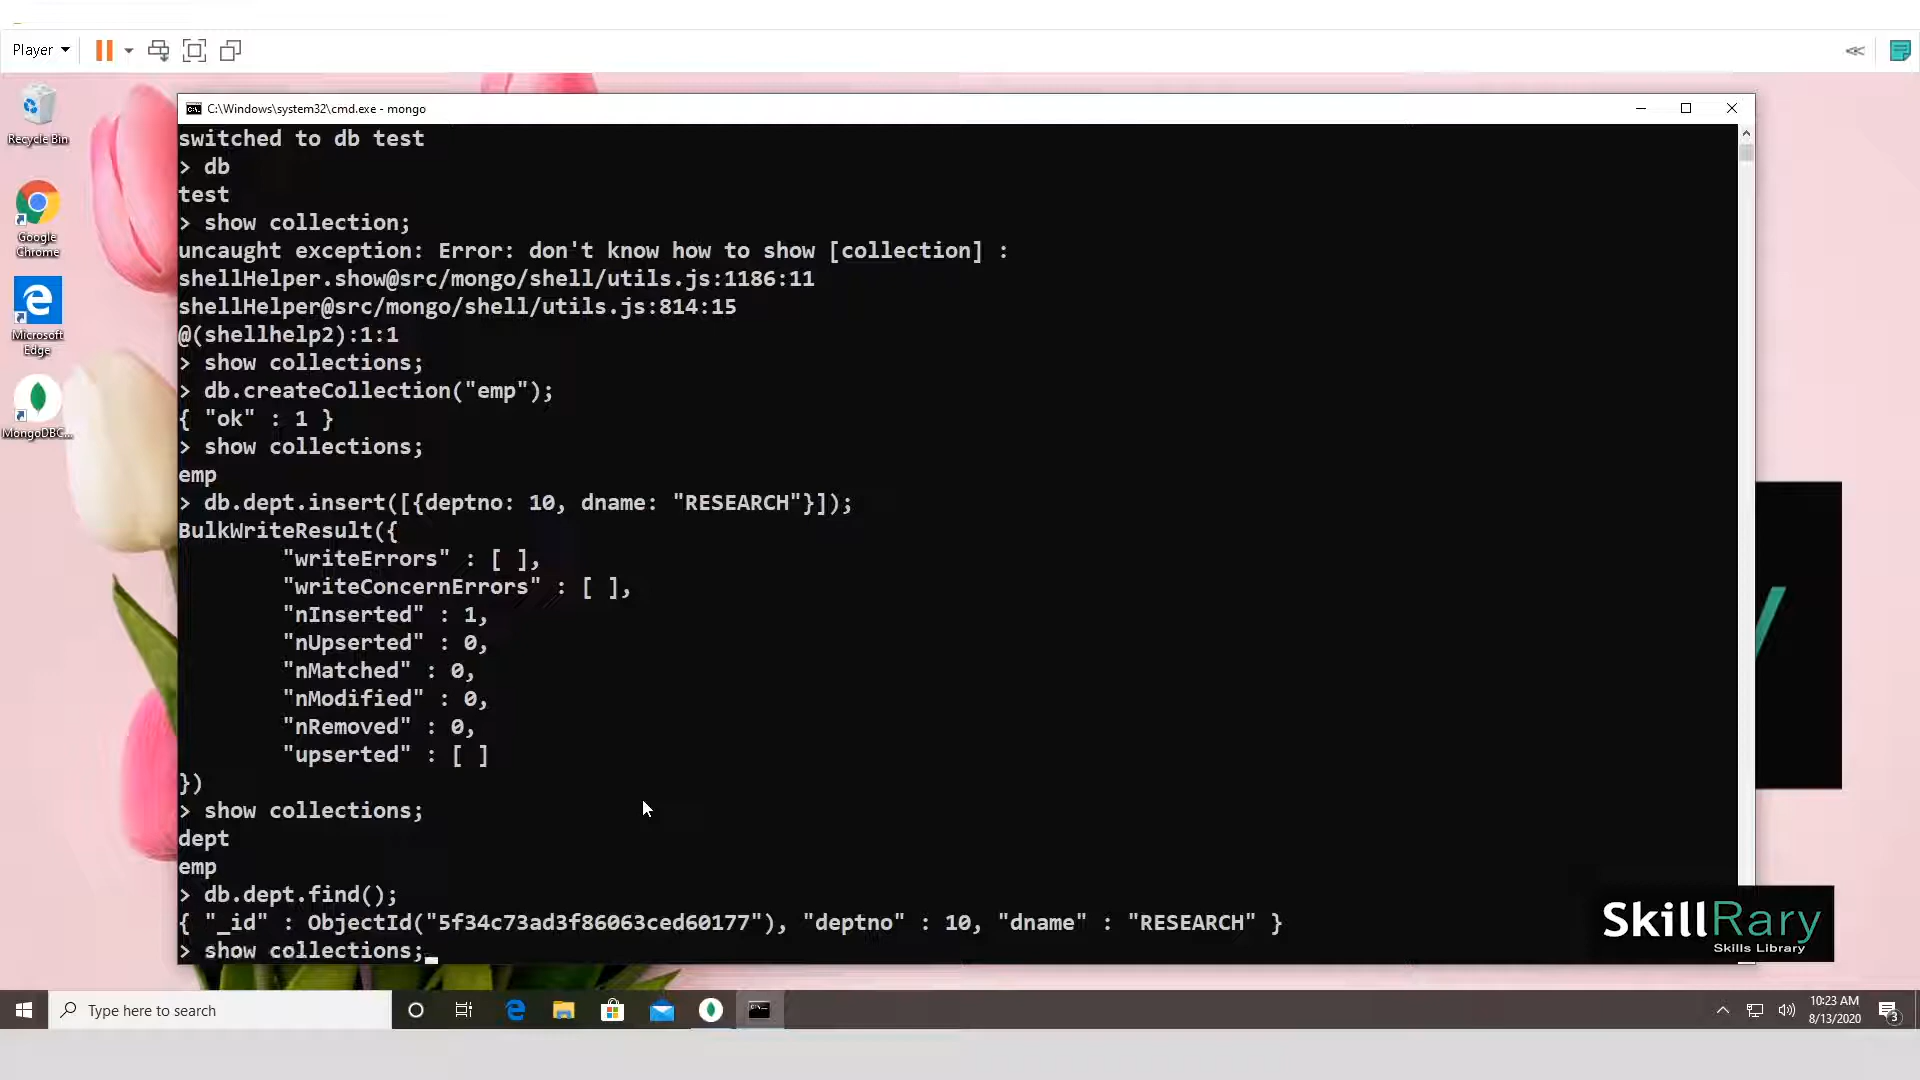 Player
C:\Windows\system32\cmd.exe - mongo
Recycle Bin
Google
Chrome
Microsoft
Edge
MongoDBC...
switched to db test
> db
test
> show collection;
uncaught exception: Error: don't know how to show [collection] :
shellHelper.show@src/mongo/shell/utils.js:1186:11
shellHelper@src/mongo/shell/utils.js:814:15
@(shellhelp2):1:1
> show collections;
> db.createCollection("emp");
{ "ok" : 1 }
> show collections;
emp
> db.dept.insert([{deptno: 10, dname: "RESEARCH"}]);
BulkWriteResult({
"writeErrors" : [ ],
"writeConcernErrors" : [ ],
"nInserted" : 1,
"nUpserted" : 0,
"nMatched" : 0,
"nModified" : 0,
"nRemoved" : 0,
"upserted" : [ ]
})
> show collections;
dept
emp
> db.dept.find();
{ "_id" : ObjectId("5f34c73ad3f86063ced60177"), "deptno" : 10, "dname" : "RESEARCH" }
> show collections;
SkillRary
Skills Library
Type here to search
10:23 AM
8/13/2020
3